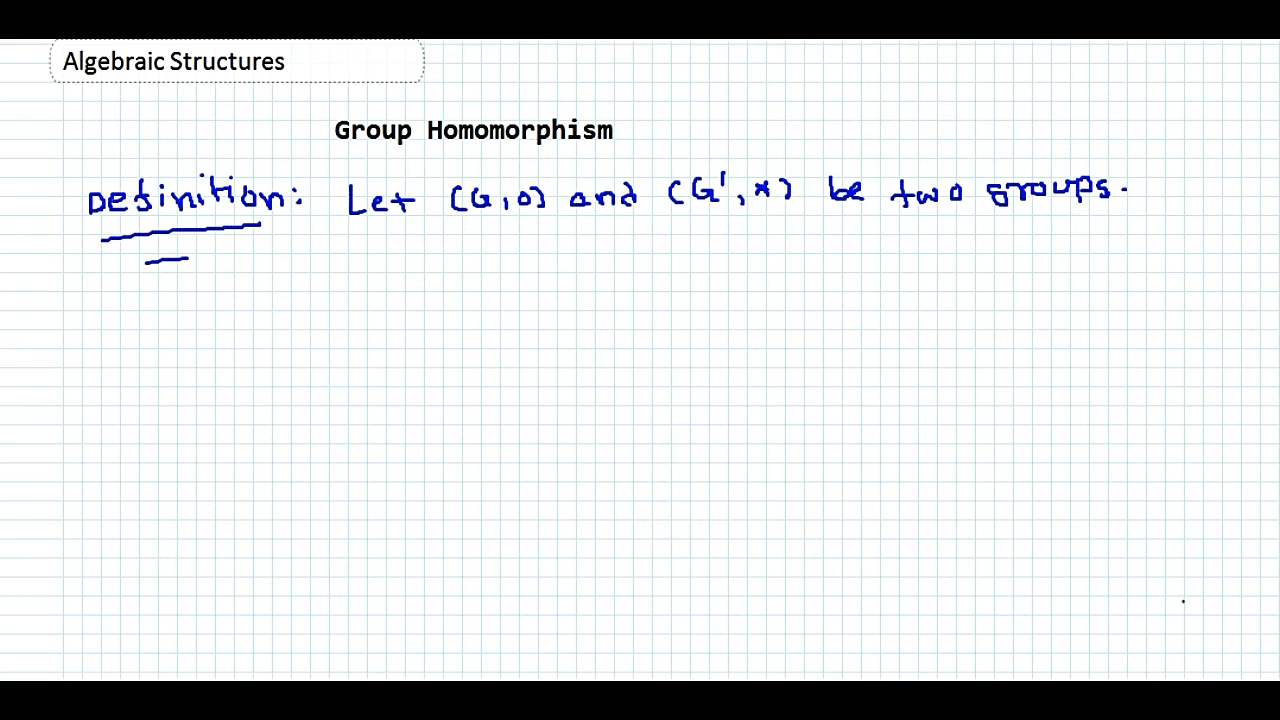 Algebraic Structures
Group Homomorphism
Definition: Let (G, o) and (G', *) be two groups.